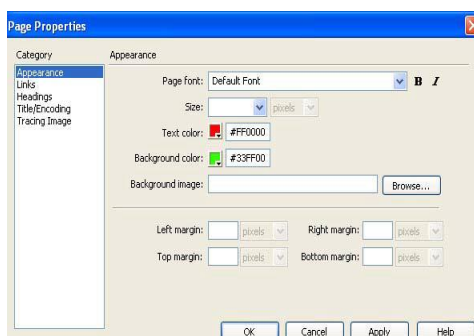 Page Properties
Category
Appearance
Links
Headings
Title/Encoding
Tracing Image
Appearance
Page font: Default Font B I
Size: pixels
Text color: #FF0000
Background color: #33FF00
Background image: Browse...
Left margin: pixels Right margin: pixels
Top margin: pixels Bottom margin: pixels
OK Cancel Apply Help